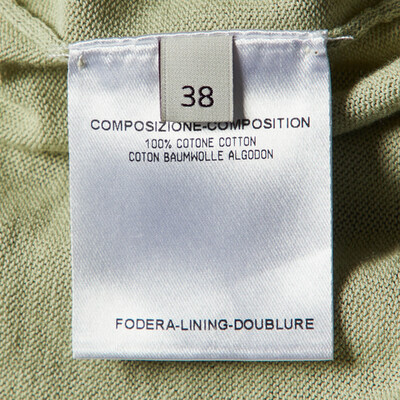 38
COMPOSIZIONE-COMPOSITION
100% COTONE COTTON
COTON BAUMWOLLE ALGODON
FODERA-LINING-DOUBLURE